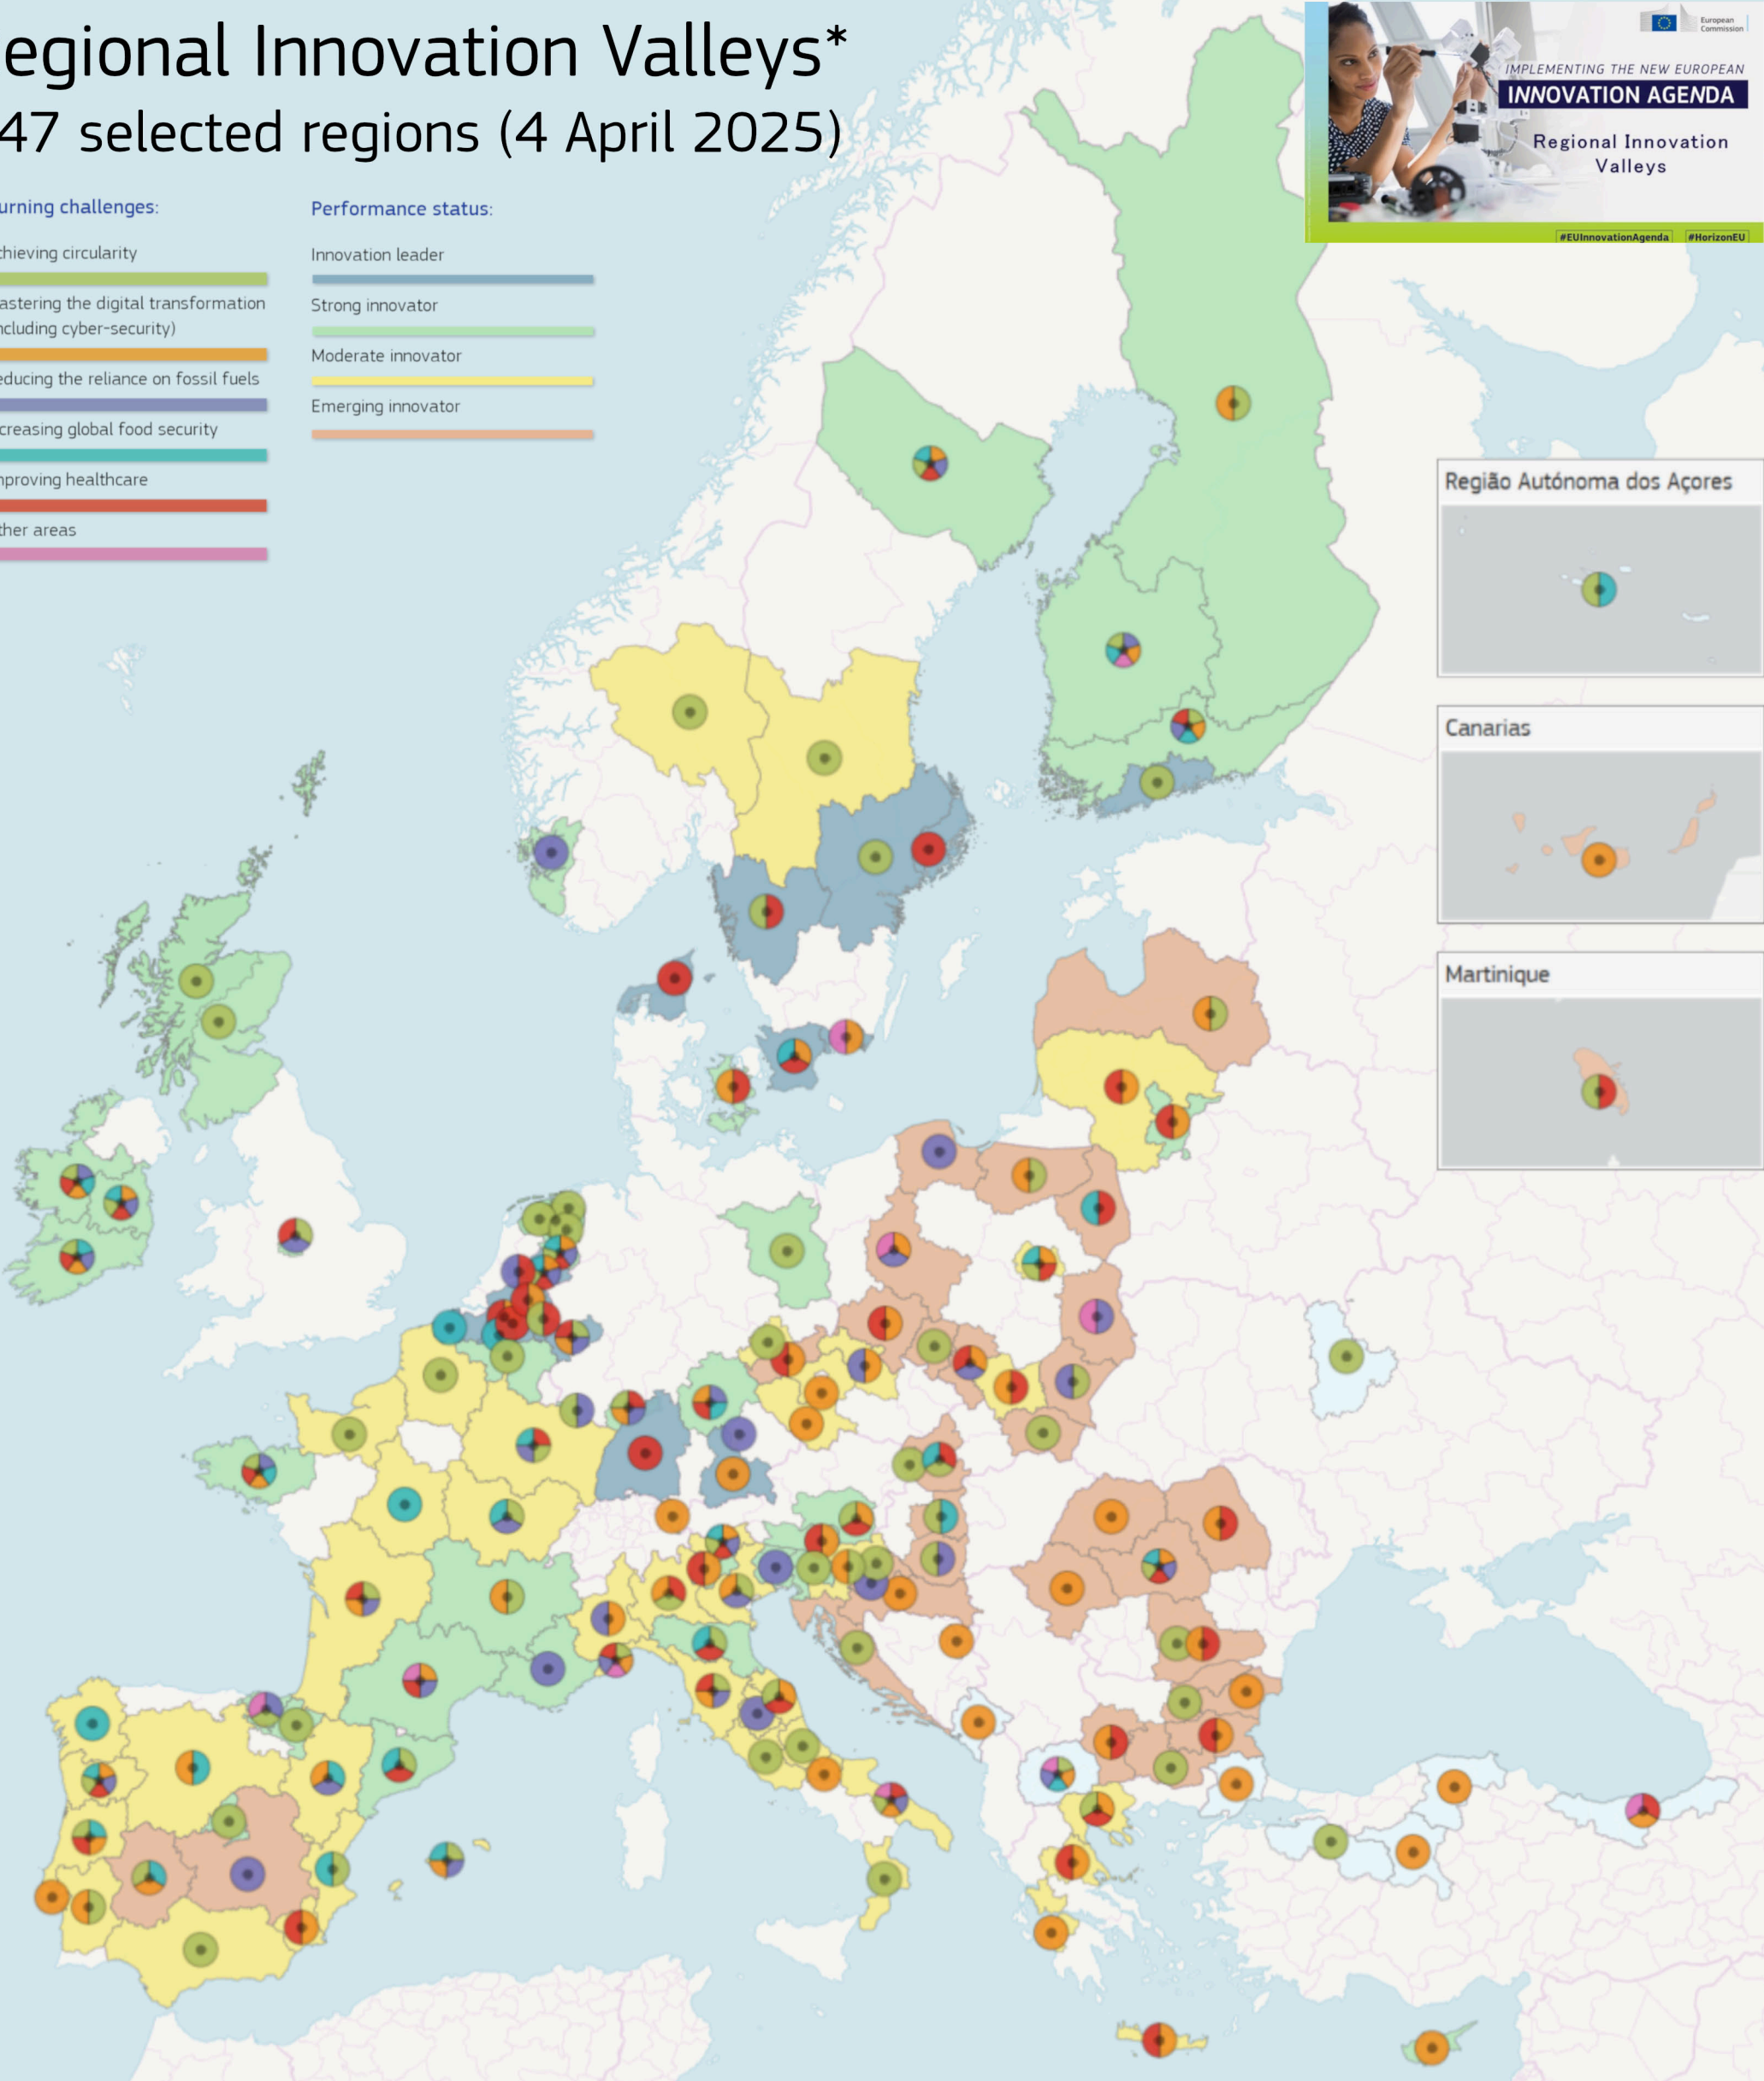 egional Innovation Valleys*
47 selected regions (4 April 2025)
urning challenges:
chieving circularity
astering the digital transformation
ncluding cyber-security)
educing the reliance on fossil fuels
creasing global food security
mproving healthcare
ther areas
Performance status:
Innovation leader
Strong innovator
Moderate innovator
Emerging innovator
European
Commission
IMPLEMENTING THE NEW EUROPEAN
INNOVATION AGENDA
Regional Innovation
Valleys
#EUInnovationAgenda #HorizonEU
Região Autónoma dos Açores
Canarias
Martinique